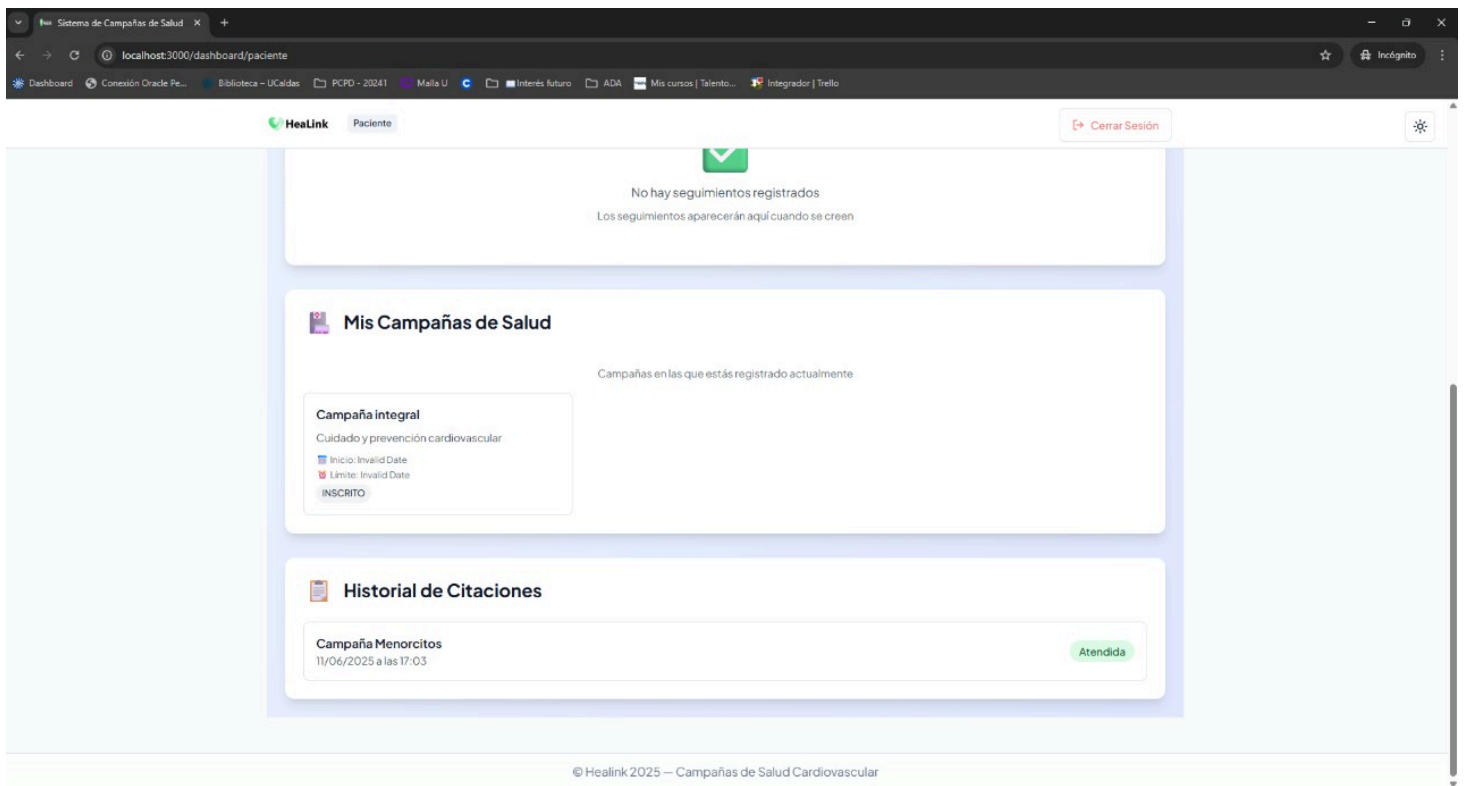 Sistema de Campañas de Salud
localhost:3000/dashboard/paciente
Incógnito
Dashboard Conexión Oracle Pe... Biblioteca – UCaldas PCPD - 20241 Malla U C Interés futuro ADA Mis cursos | Talento... Integrador | Trello
HeaLink Paciente Cerrar Sesión
No hay seguimientos registrados
Los seguimientos aparecerán aquí cuando se creen
Mis Campañas de Salud
Campañas en las que estás registrado actualmente
Campaña integral
Cuidado y prevención cardiovascular
Inicio: Invalid Date
Límite: Invalid Date
INSCRITO
Historial de Citaciones
Campaña Menorcitos
11/06/2025 a las 17:03
Atendida
© Healink 2025 — Campañas de Salud Cardiovascular